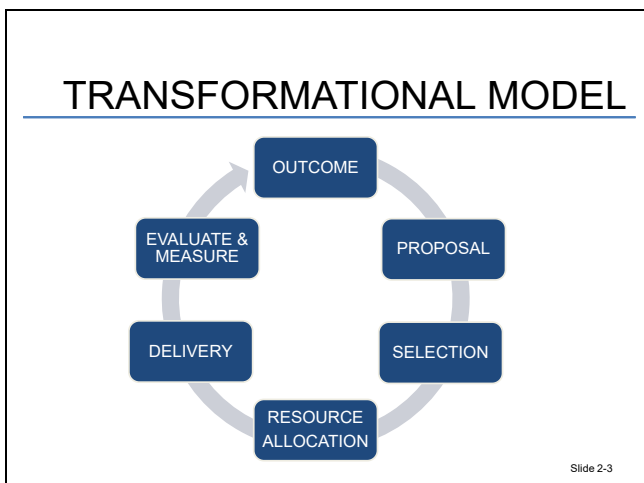 TRANSFORMATIONAL MODEL
OUTCOME
PROPOSAL
SELECTION
RESOURCE
ALLOCATION
DELIVERY
EVALUATE &
MEASURE
Slide 2-3